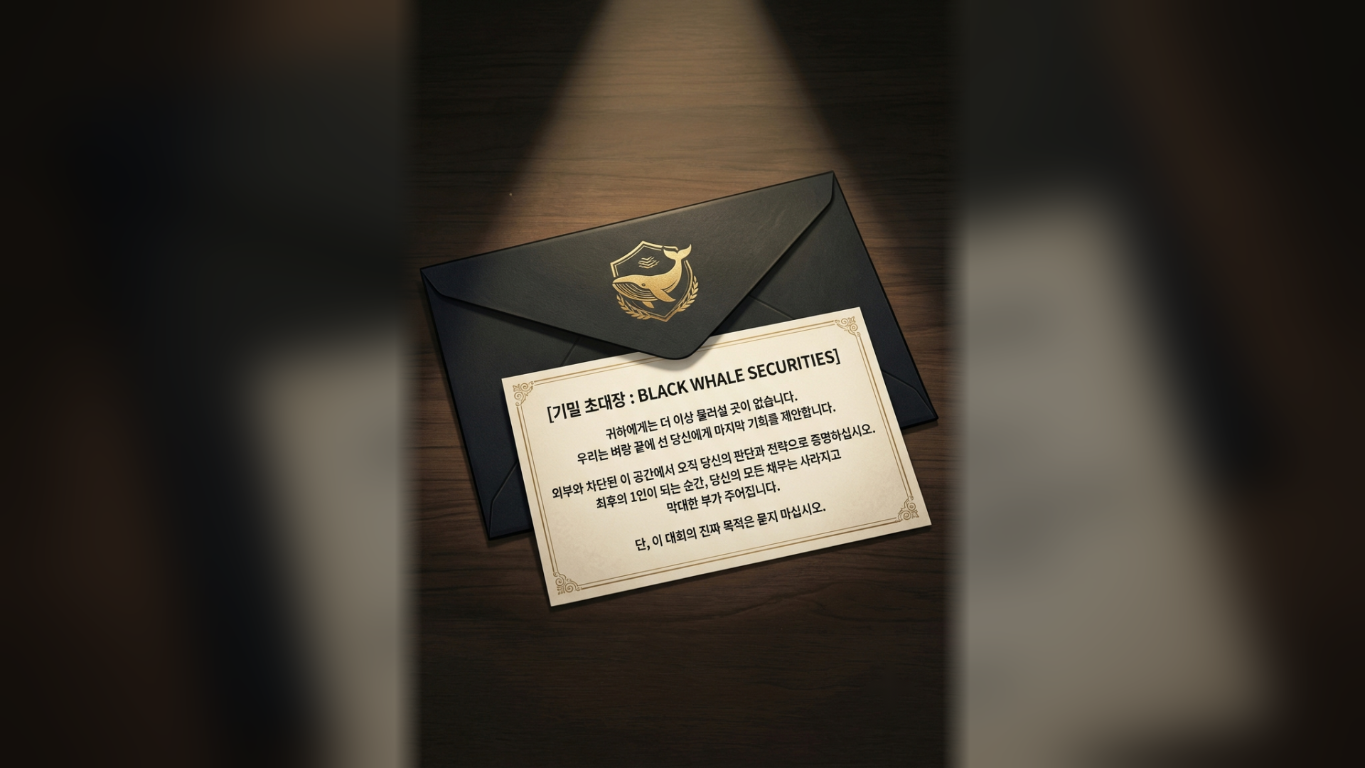 [기밀 초대장 : BLACK WHALE SECURITIES]
귀하에게는 더 이상 물러설 곳이 없습니다.
우리는 벼랑 끝에 선 당신에게 마지막 기회를 제안합니다.
외부와 차단된 이 공간에서 오직 당신의 판단과 전략으로 증명하십시오.
최후의 1인이 되는 순간, 당신의 모든 채무는 사라지고
막대한 부가 주어집니다.
단, 이 대회의 진짜 목적은 묻지 마십시오.